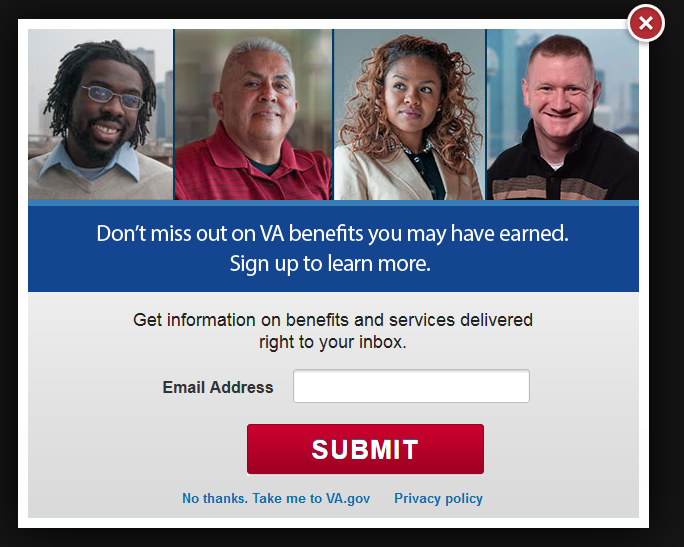 Don't miss out on VA benefits you may have earned.
Sign up to learn more.
Get information on benefits and services delivered
right to your inbox.
Email Address
SUBMIT
No thanks. Take me to VA.gov Privacy policy